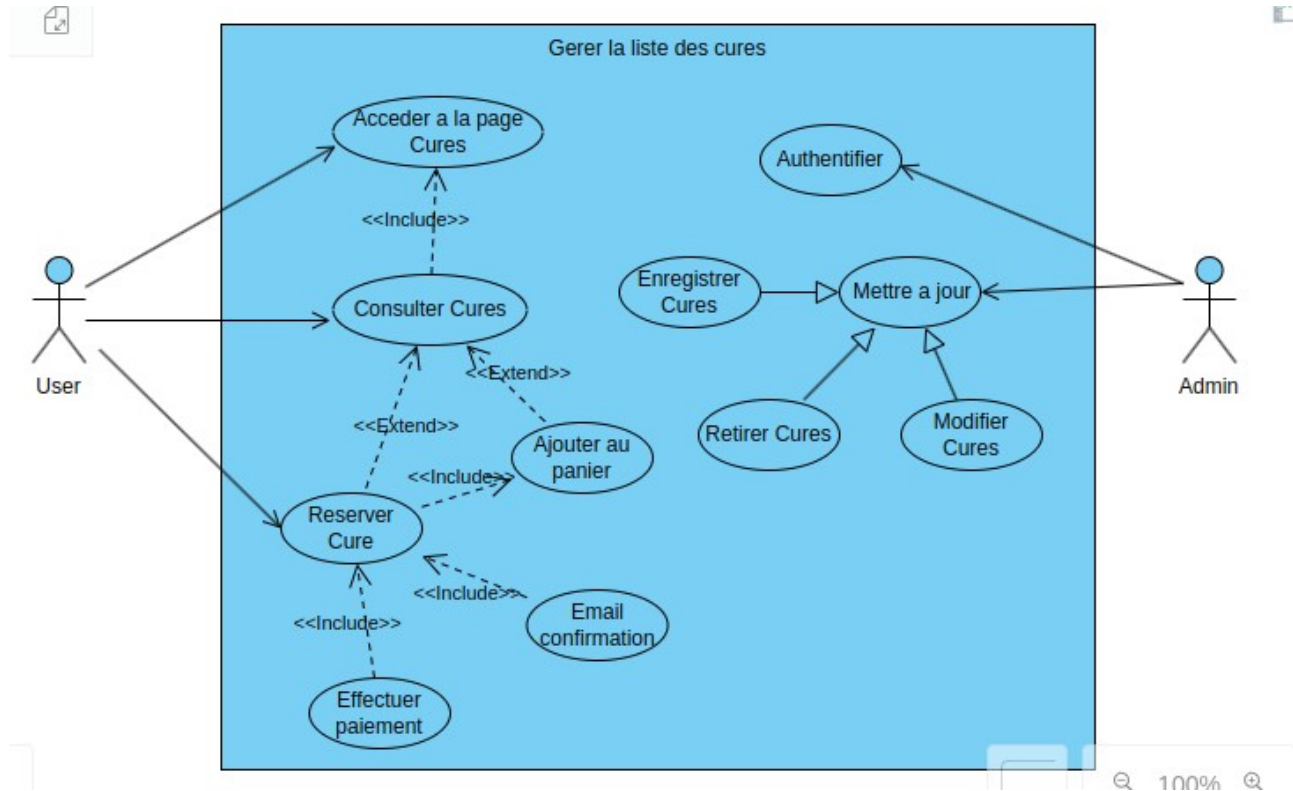 Gerer la liste des cures
Acceder a la page
Cures
Authentifier
<<Include>>
Enregistrer
Cures
Mettre a jour
Consulter Cures
User
Admin
<<Extend>>
<<Extend>>
Retirer Cures
Modifier
Cures
Ajouter au
panier
<<Include>>
Reserver
Cure
<<Include>>
Email
confirmation
<<Include>>
Effectuer
paiement
100%